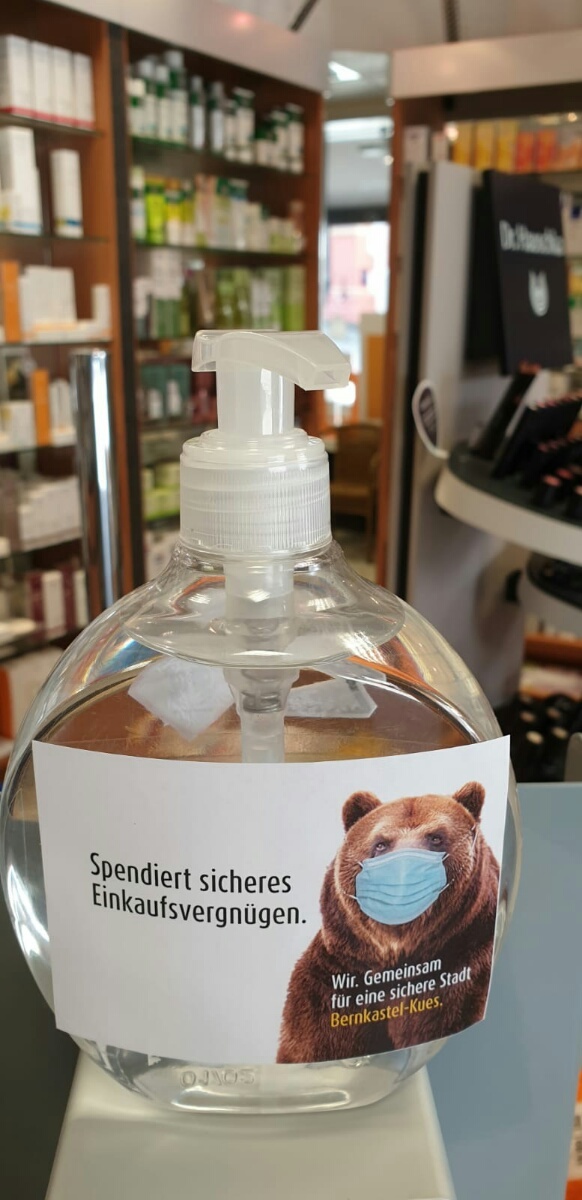 Dr. Hauschka
Spendiert sicheres
Einkaufsvergnügen.
Wir. Gemeinsam
für eine sichere Stadt
Bernkastel-Kues.